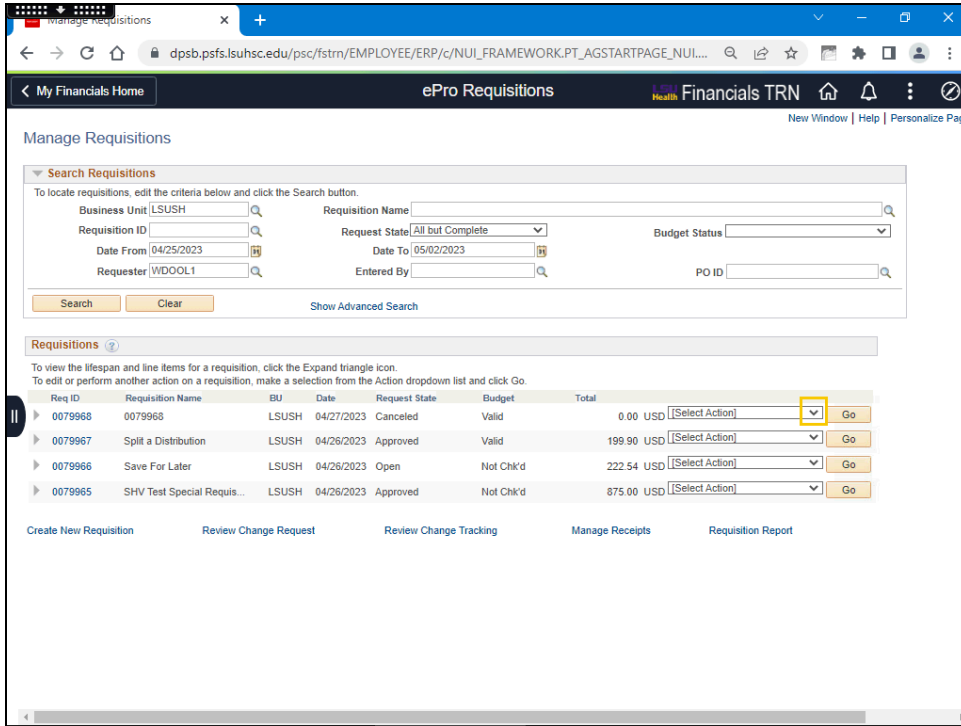 Manage Requisitions
dpsb.psfs.lsuhsc.edu/psc/fstrn/EMPLOYEE/ERP/c/NUI_FRAMEWORK.PT_AGSTARTPAGE_NUI....
My Financials Home ePro Requisitions LSU Health Financials TRN
New Window | Help | Personalize Pag
Manage Requisitions
Search Requisitions
To locate requisitions, edit the criteria below and click the Search button.
Business Unit LSUSH Requisition Name
Requisition ID Request State All but Complete Budget Status
Date From 04/25/2023 Date To 05/02/2023
Requester WDOOL1 Entered By PO ID
Search Clear Show Advanced Search
Requisitions ?
To view the lifespan and line items for a requisition, click the Expand triangle icon.
To edit or perform another action on a requisition, make a selection from the Action dropdown list and click Go.
Req ID Requisition Name BU Date Request State Budget Total
0079968 0079968 LSUSH 04/27/2023 Canceled Valid 0.00 USD [Select Action] Go
0079967 Split a Distribution LSUSH 04/26/2023 Approved Valid 199.90 USD [Select Action] Go
0079966 Save For Later LSUSH 04/26/2023 Open Not Chk'd 222.54 USD [Select Action] Go
0079965 SHV Test Special Requis... LSUSH 04/26/2023 Approved Not Chk'd 875.00 USD [Select Action] Go
Create New Requisition Review Change Request Review Change Tracking Manage Receipts Requisition Report